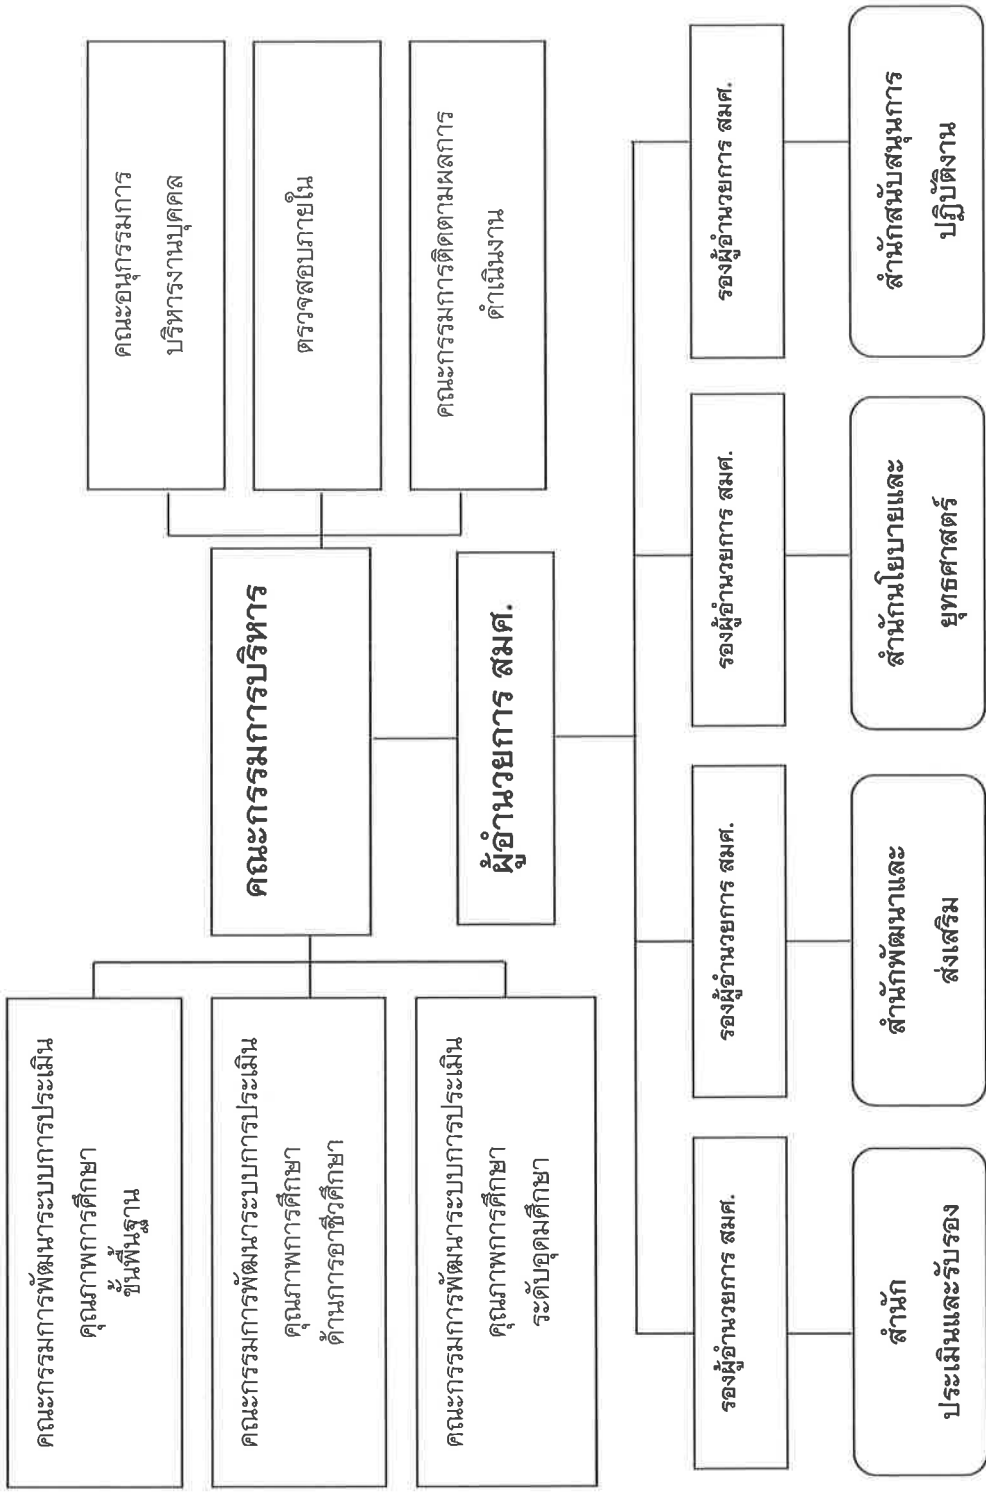 คณะกรรมการพัฒนาระบบการประเมิน
คุณภาพการศึกษา
ขั้นพื้นฐาน
คณะกรรมการพัฒนาระบบการประเมิน
คุณภาพการศึกษา
ด้านการอาชีวศึกษา
คณะกรรมการพัฒนาระบบการประเมิน
คุณภาพการศึกษา
ระดับอุดมศึกษา
คณะกรรมการบริหาร
คณะอนุกรรมการ
บริหารงานบุคคล
ตรวจสอบภายใน
คณะกรรมการติดตามผลการ
ดำเนินงาน
ผู้อำนวยการ สมศ.
รองผู้อำนวยการ สมศ.
รองผู้อำนวยการ สมศ.
รองผู้อำนวยการ สมศ.
รองผู้อำนวยการ สมศ.
สำนัก
ประเมินและรับรอง
สำนักพัฒนาและ
ส่งเสริม
สำนักนโยบายและ
ยุทธศาสตร์
สำนักสนับสนุนการ
ปฏิบัติงาน